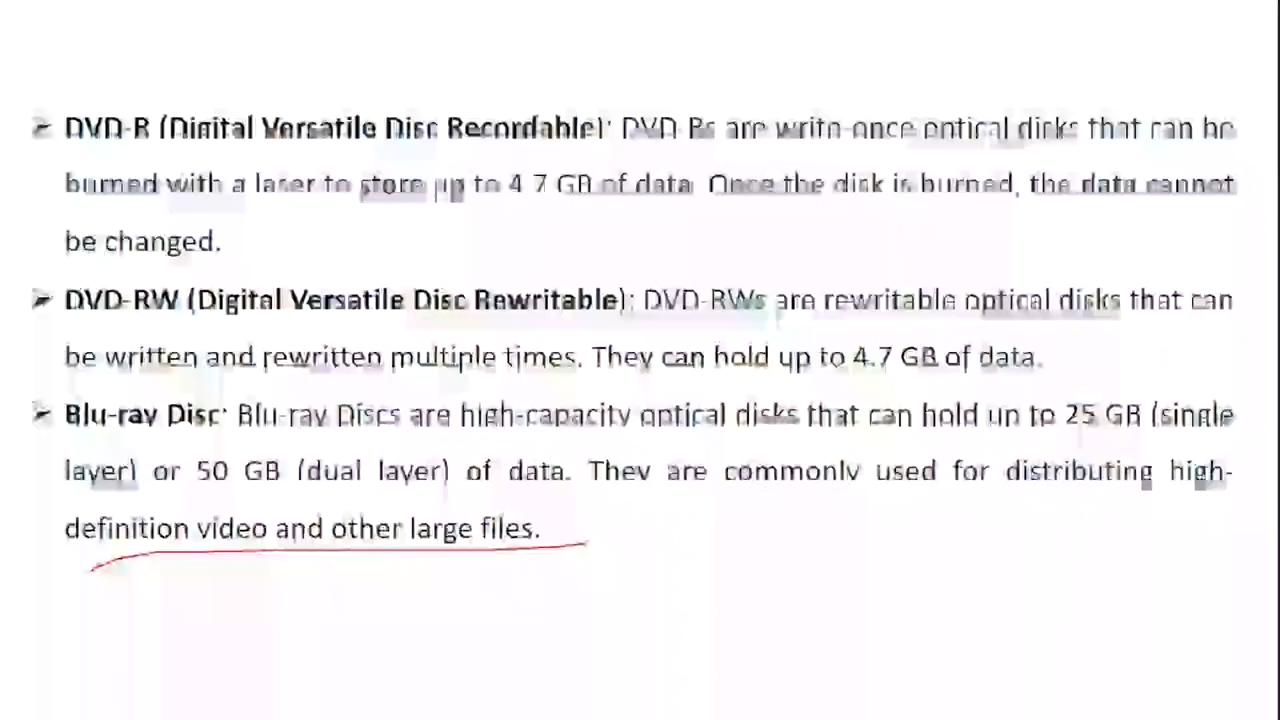 ➢ DVD-R (Digital Versatile Disc Recordable): DVD-Rs are write-once optical disks that can be
burned with a laser to store up to 4.7 GB of data. Once the disk is burned, the data cannot
be changed.
➢ DVD-RW (Digital Versatile Disc Rewritable): DVD-RWs are rewritable optical disks that can
be written and rewritten multiple times. They can hold up to 4.7 GB of data.
➢ Blu-ray Disc: Blu-ray Discs are high-capacity optical disks that can hold up to 25 GB (single
layer) or 50 GB (dual layer) of data. They are commonly used for distributing high-
definition video and other large files.